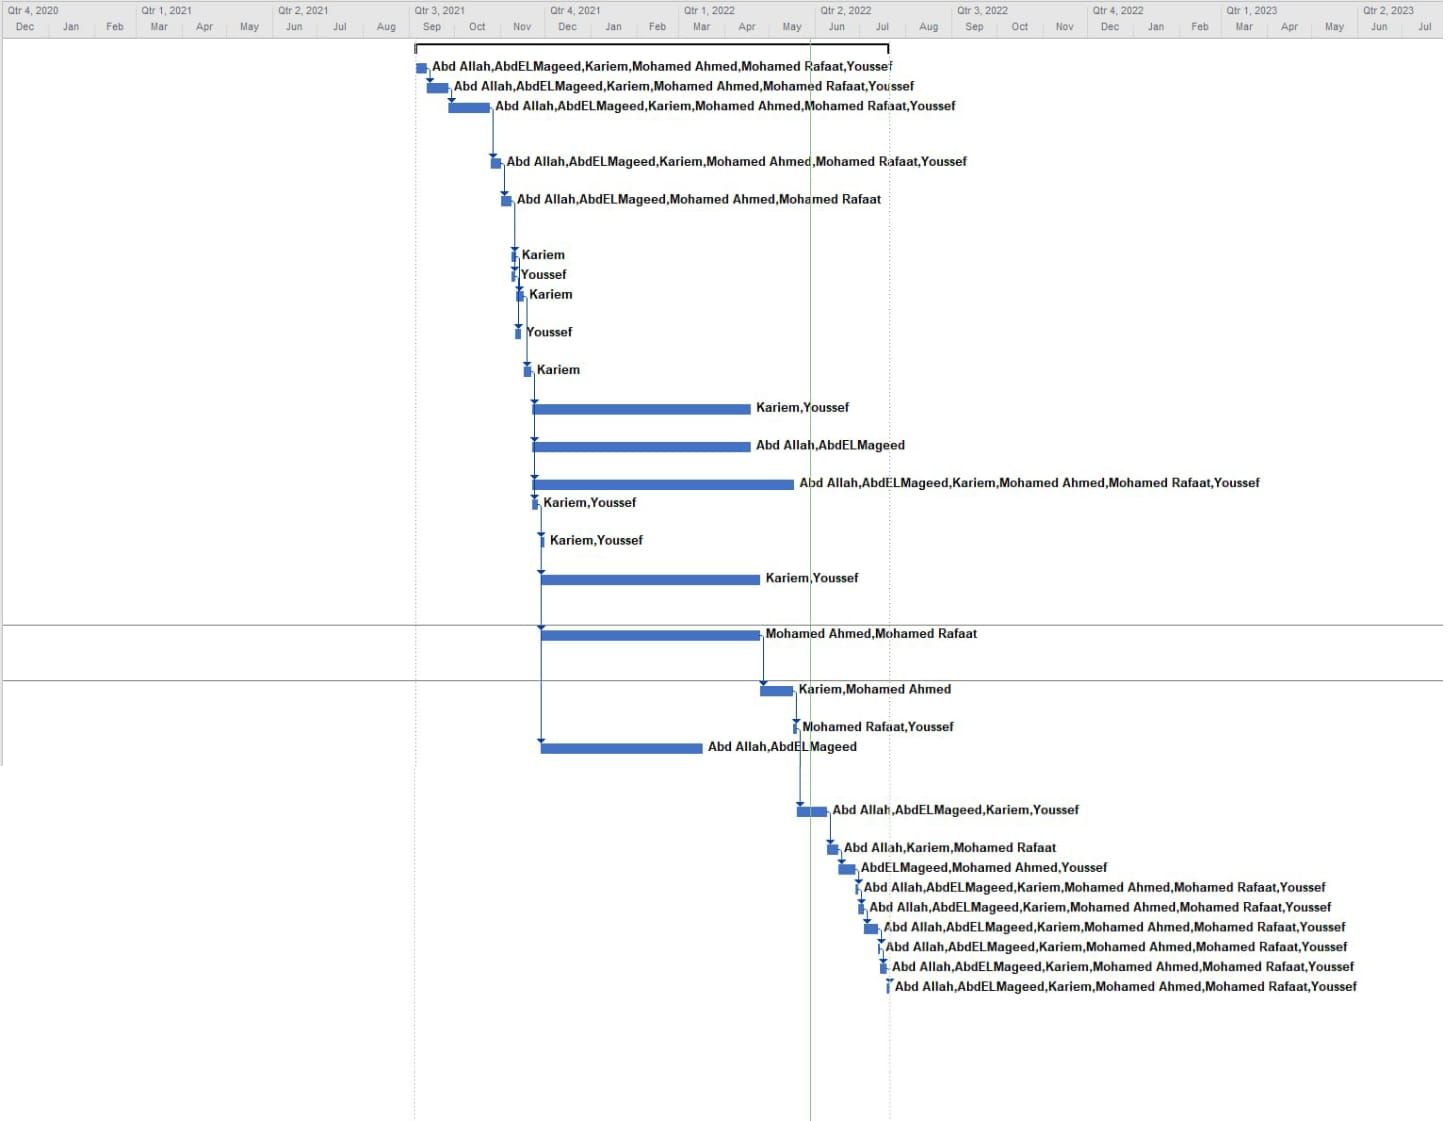 Qtr 4, 2020 Qtr 1, 2021 Qtr 2, 2021 Qtr 3, 2021 Qtr 4, 2021 Qtr 1, 2022 Qtr 2, 2022 Qtr 3, 2022 Qtr 4, 2022 Qtr 1, 2023 Qtr 2, 2023
Dec Jan Feb Mar Apr May Jun Jul Aug Sep Oct Nov Dec Jan Feb Mar Apr May Jun Jul Aug Sep Oct Nov Dec Jan Feb Mar Apr May Jun Jul
Abd Allah,AbdELMageed,Kariem,Mohamed Ahmed,Mohamed Rafaat,Youssef
Abd Allah,AbdELMageed,Kariem,Mohamed Ahmed,Mohamed Rafaat,Youssef
Abd Allah,AbdELMageed,Kariem,Mohamed Ahmed,Mohamed Rafaat,Youssef
Abd Allah,AbdELMageed,Kariem,Mohamed Ahmed,Mohamed Rafaat,Youssef
Abd Allah,AbdELMageed,Mohamed Ahmed,Mohamed Rafaat
Kariem
Youssef
Kariem
Youssef
Kariem
Kariem,Youssef
Abd Allah,AbdELMageed
Abd Allah,AbdELMageed,Kariem,Mohamed Ahmed,Mohamed Rafaat,Youssef
Kariem,Youssef
Kariem,Youssef
Kariem,Youssef
Mohamed Ahmed,Mohamed Rafaat
Kariem,Mohamed Ahmed
Mohamed Rafaat,Youssef
Abd Allah,AbdELMageed
Abd Allah,AbdELMageed,Kariem,Youssef
Abd Allah,Kariem,Mohamed Rafaat
AbdELMageed,Mohamed Ahmed,Youssef
Abd Allah,AbdELMageed,Kariem,Mohamed Ahmed,Mohamed Rafaat,Youssef
Abd Allah,AbdELMageed,Kariem,Mohamed Ahmed,Mohamed Rafaat,Youssef
Abd Allah,AbdELMageed,Kariem,Mohamed Ahmed,Mohamed Rafaat,Youssef
Abd Allah,AbdELMageed,Kariem,Mohamed Ahmed,Mohamed Rafaat,Youssef
Abd Allah,AbdELMageed,Kariem,Mohamed Ahmed,Mohamed Rafaat,Youssef
Abd Allah,AbdELMageed,Kariem,Mohamed Ahmed,Mohamed Rafaat,Youssef